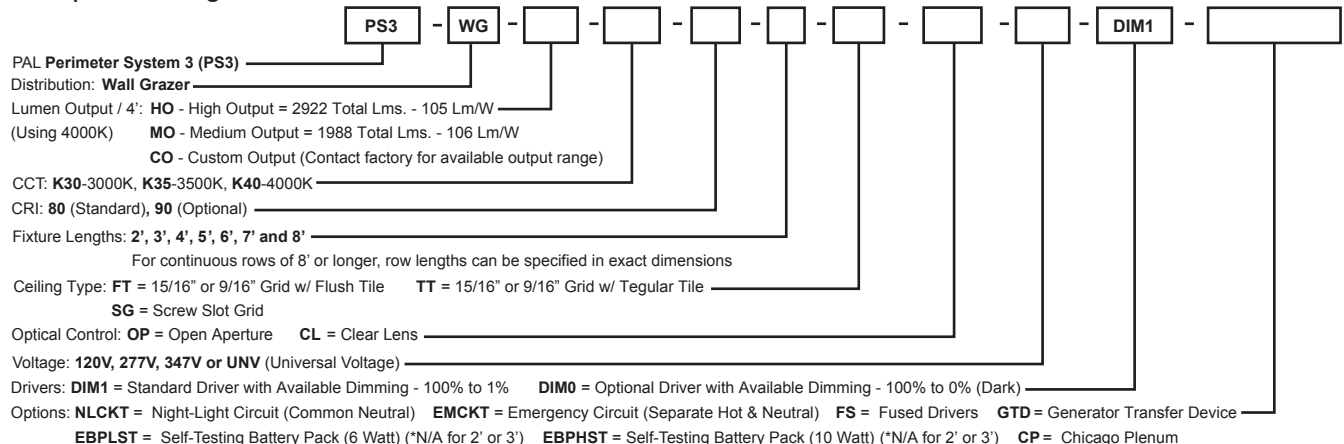 PS3 - WG - - - - - - - - DIM1 -
PAL Perimeter System 3 (PS3)
Distribution: Wall Grazer
Lumen Output / 4’: HO - High Output = 2922 Total Lms. - 105 Lm/W
(Using 4000K) MO - Medium Output = 1988 Total Lms. - 106 Lm/W
CO - Custom Output (Contact factory for available output range)
CCT: K30-3000K, K35-3500K, K40-4000K
CRI: 80 (Standard), 90 (Optional)
Fixture Lengths: 2’, 3’, 4’, 5’, 6’, 7’ and 8’
For continuous rows of 8’ or longer, row lengths can be specified in exact dimensions
Ceiling Type: FT = 15/16” or 9/16” Grid w/ Flush Tile TT = 15/16” or 9/16” Grid w/ Tegular Tile
SG = Screw Slot Grid
Optical Control: OP = Open Aperture CL = Clear Lens
Voltage: 120V, 277V, 347V or UNV (Universal Voltage)
Drivers: DIM1 = Standard Driver with Available Dimming - 100% to 1% DIM0 = Optional Driver with Available Dimming - 100% to 0% (Dark)
Options: NLCKT = Night-Light Circuit (Common Neutral) EMCKT = Emergency Circuit (Separate Hot & Neutral) FS = Fused Drivers GTD = Generator Transfer Device
EBPLST = Self-Testing Battery Pack (6 Watt) (*N/A for 2' or 3') EBPHST = Self-Testing Battery Pack (10 Watt) (*N/A for 2' or 3') CP = Chicago Plenum